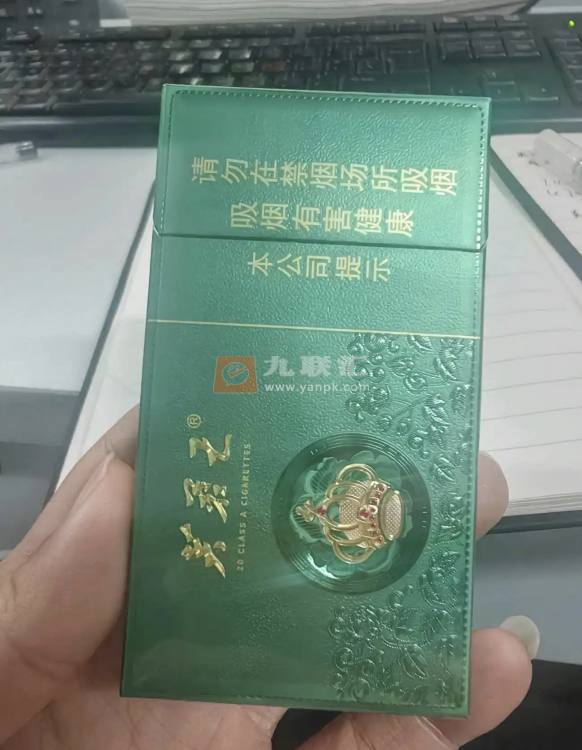 请勿在禁烟场所吸烟
吸烟有害健康
本公司提示
九联汇
www.yanpk.com
芙蓉王®
20 CLASS A CIGARETTES